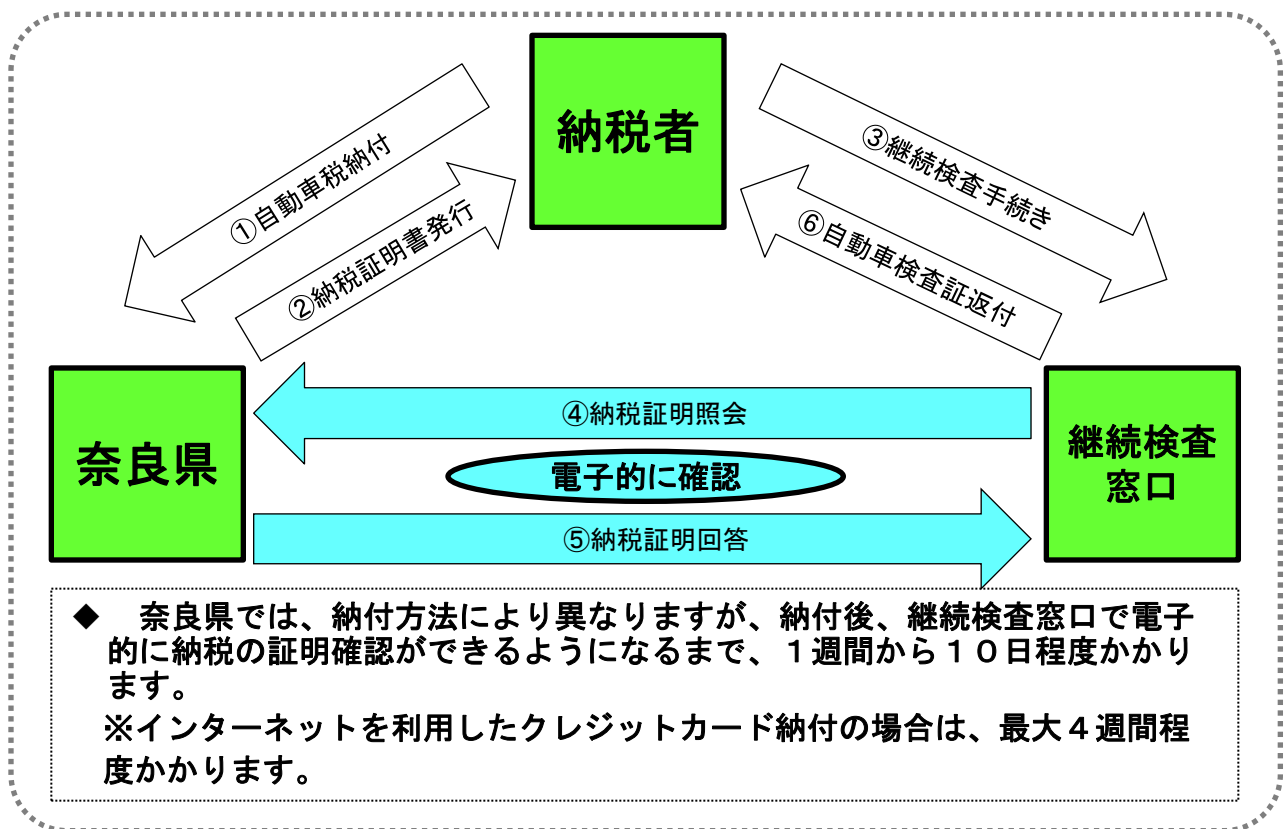 納税者
①自動車税納付
②納税証明書発行
③継続検査手続き
⑥自動車検査証返付
奈良県
④納税証明照会
電子的に確認
⑤納税証明回答
継続検査
窓口
◆　奈良県では、納付方法により異なりますが、納付後、継続検査窓口で電子
的に納税の証明確認ができるようになるまで、１週間から１０日程度かかり
ます。
※インターネットを利用したクレジットカード納付の場合は、最大４週間程
度かかります。